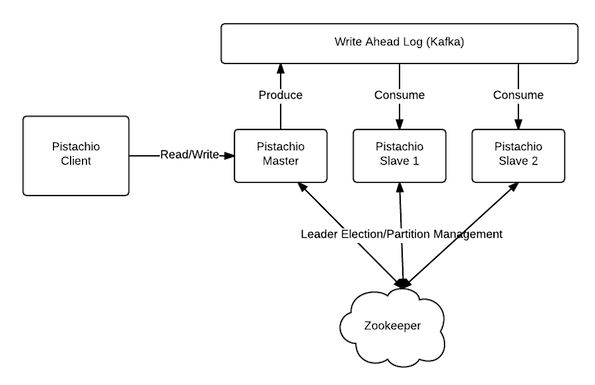 Write Ahead Log (Kafka)
Produce
Consume
Consume
Pistachio
Client
Read/Write
Pistachio
Master
Pistachio
Slave 1
Pistachio
Slave 2
Leader Election/Partition Management
Zookeeper